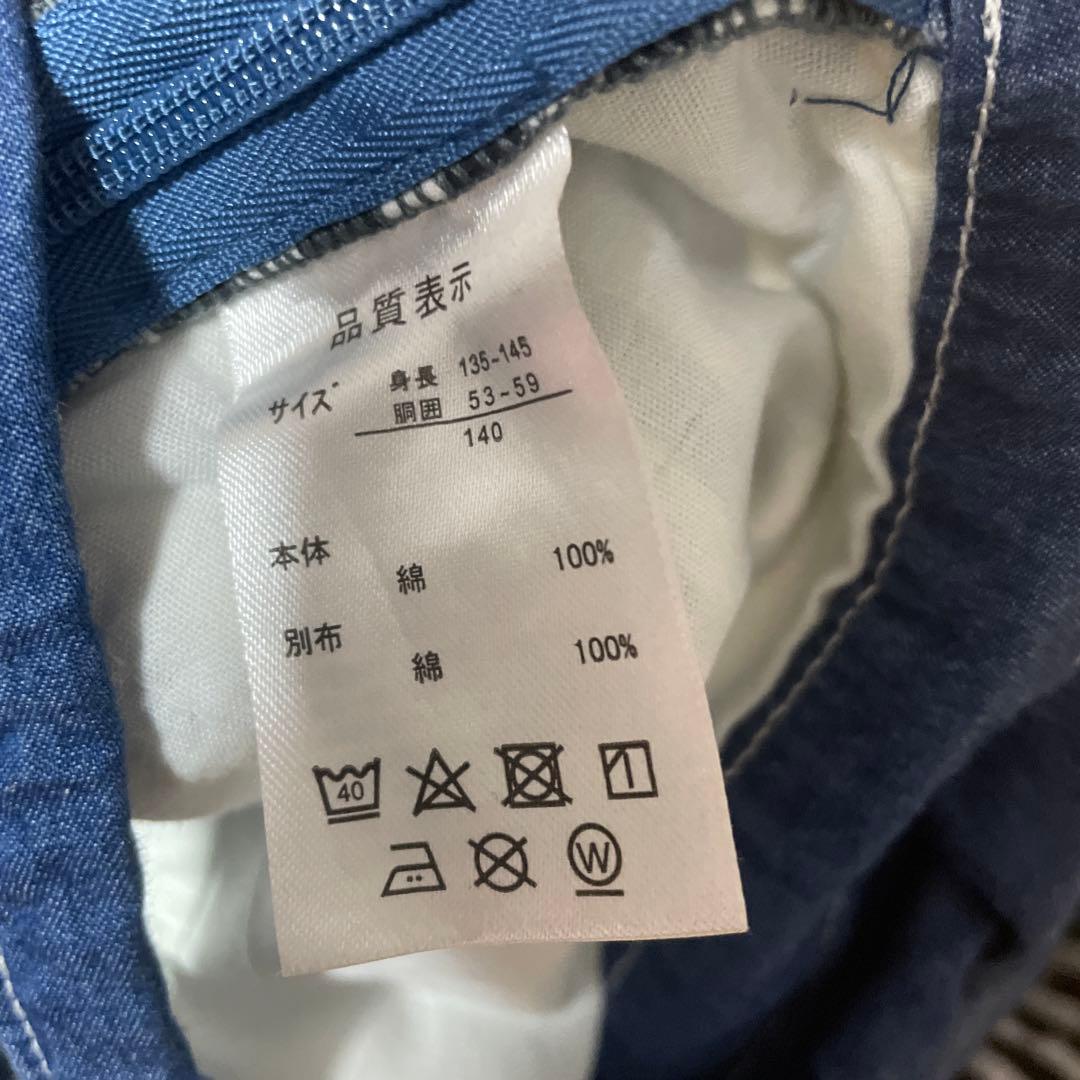 品質表示
サイズ 身長 135-145
胴囲 53-59
140
本体 綿 100%
別布 綿 100%
40
W